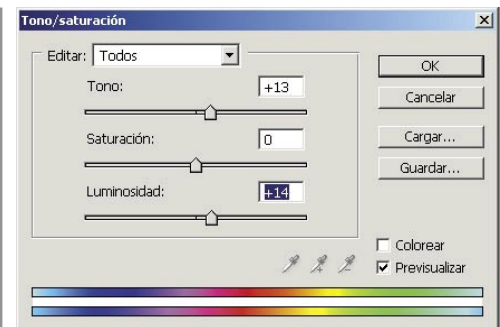 Tono/saturación
Editar: Todos
OK
Tono: +13
Cancelar
Saturación: 0
Cargar...
Guardar...
Luminosidad: +14
Colorear
Previsualizar